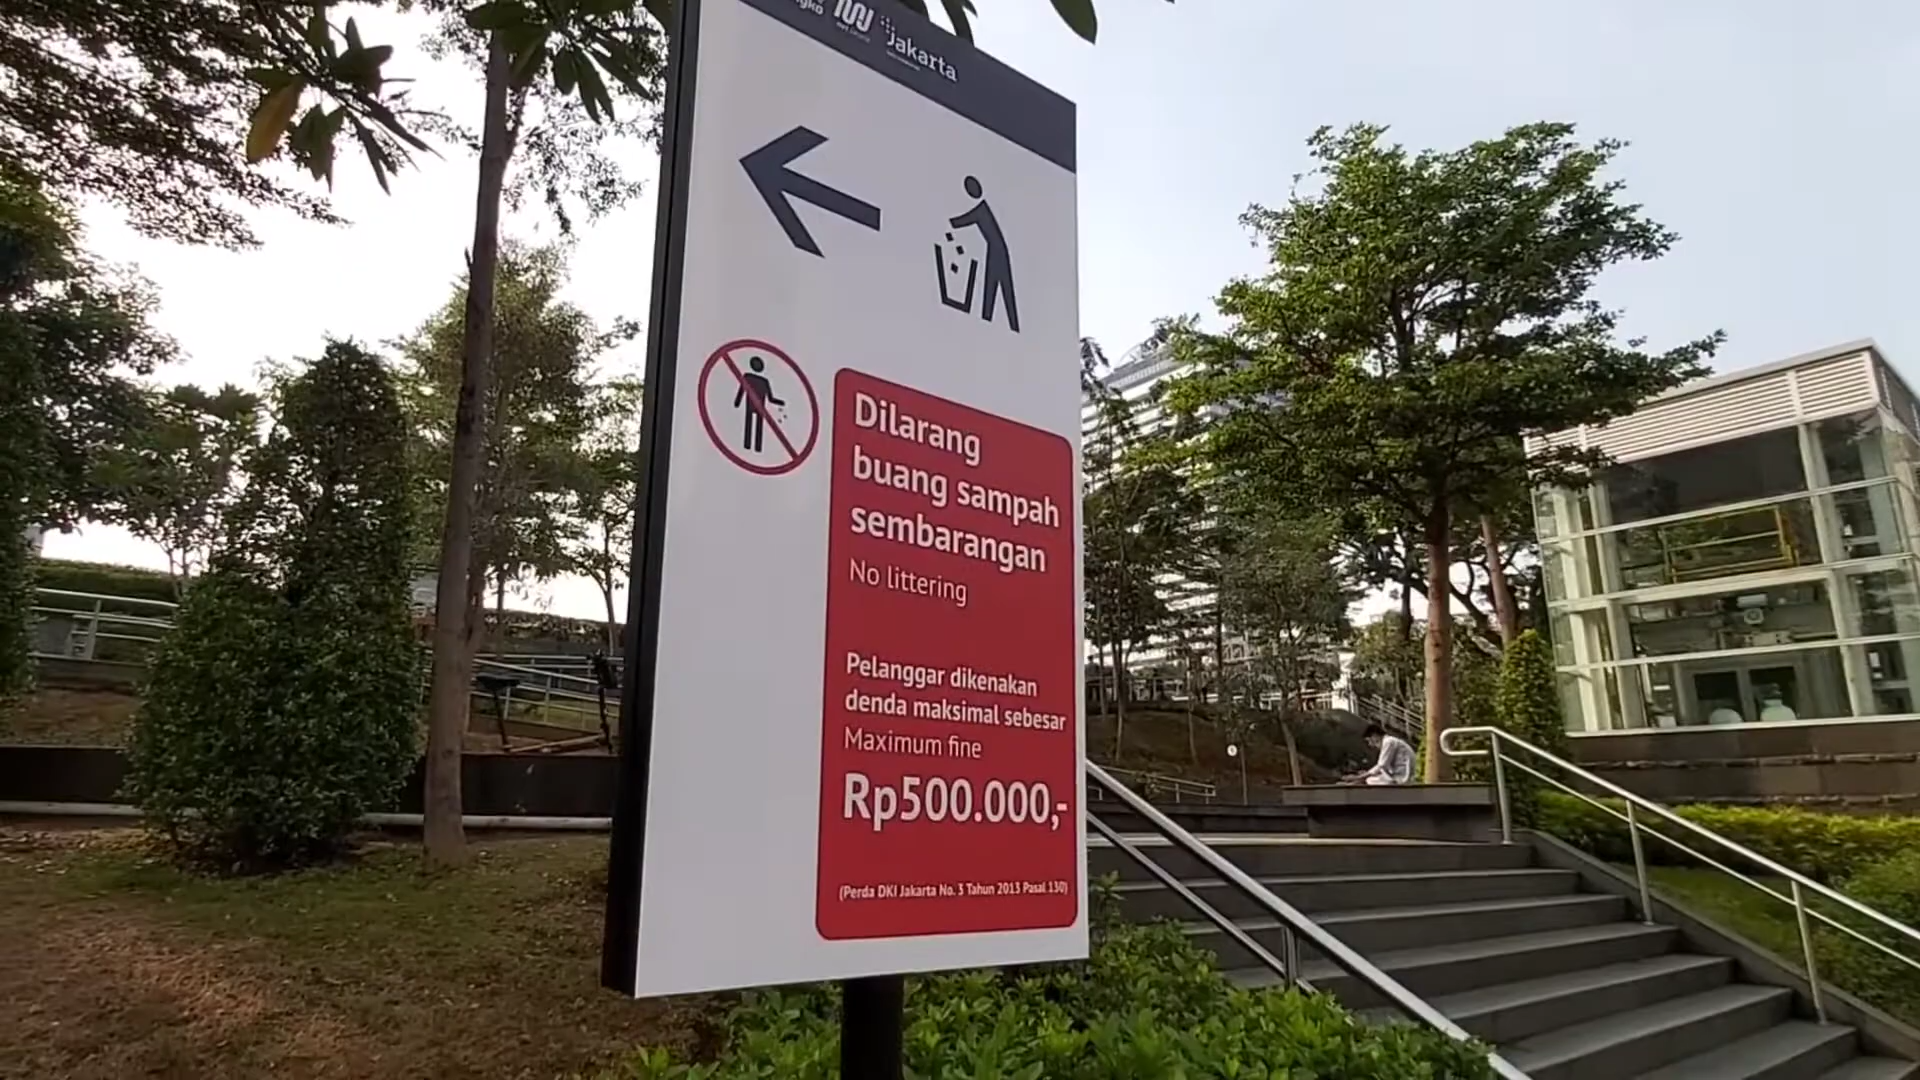 jakarta
Dilarang
buang sampah
sembarangan
No littering
Pelanggar dikenakan
denda maksimal sebesar
Maximum fine
Rp500.000,-
(Perda DKI Jakarta No. 3 Tahun 2013 Pasal 130)